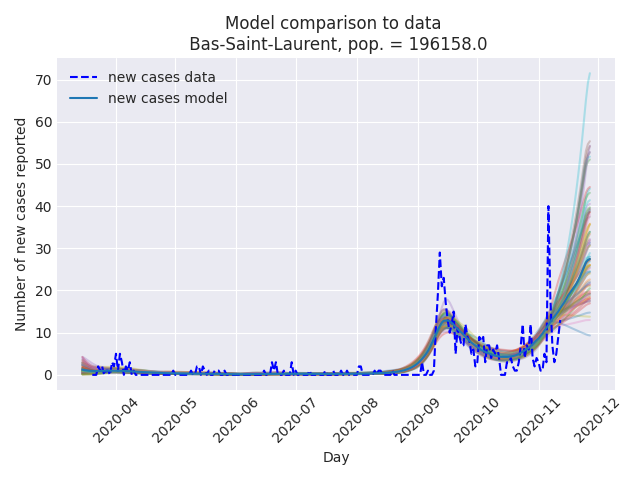 Model comparison to data
Bas-Saint-Laurent, pop. = 196158.0
new cases data
new cases model
Number of new cases reported
70
60
50
40
30
20
10
0
2020-04
2020-05
2020-06
2020-07
2020-08
2020-09
2020-10
2020-11
2020-12
Day